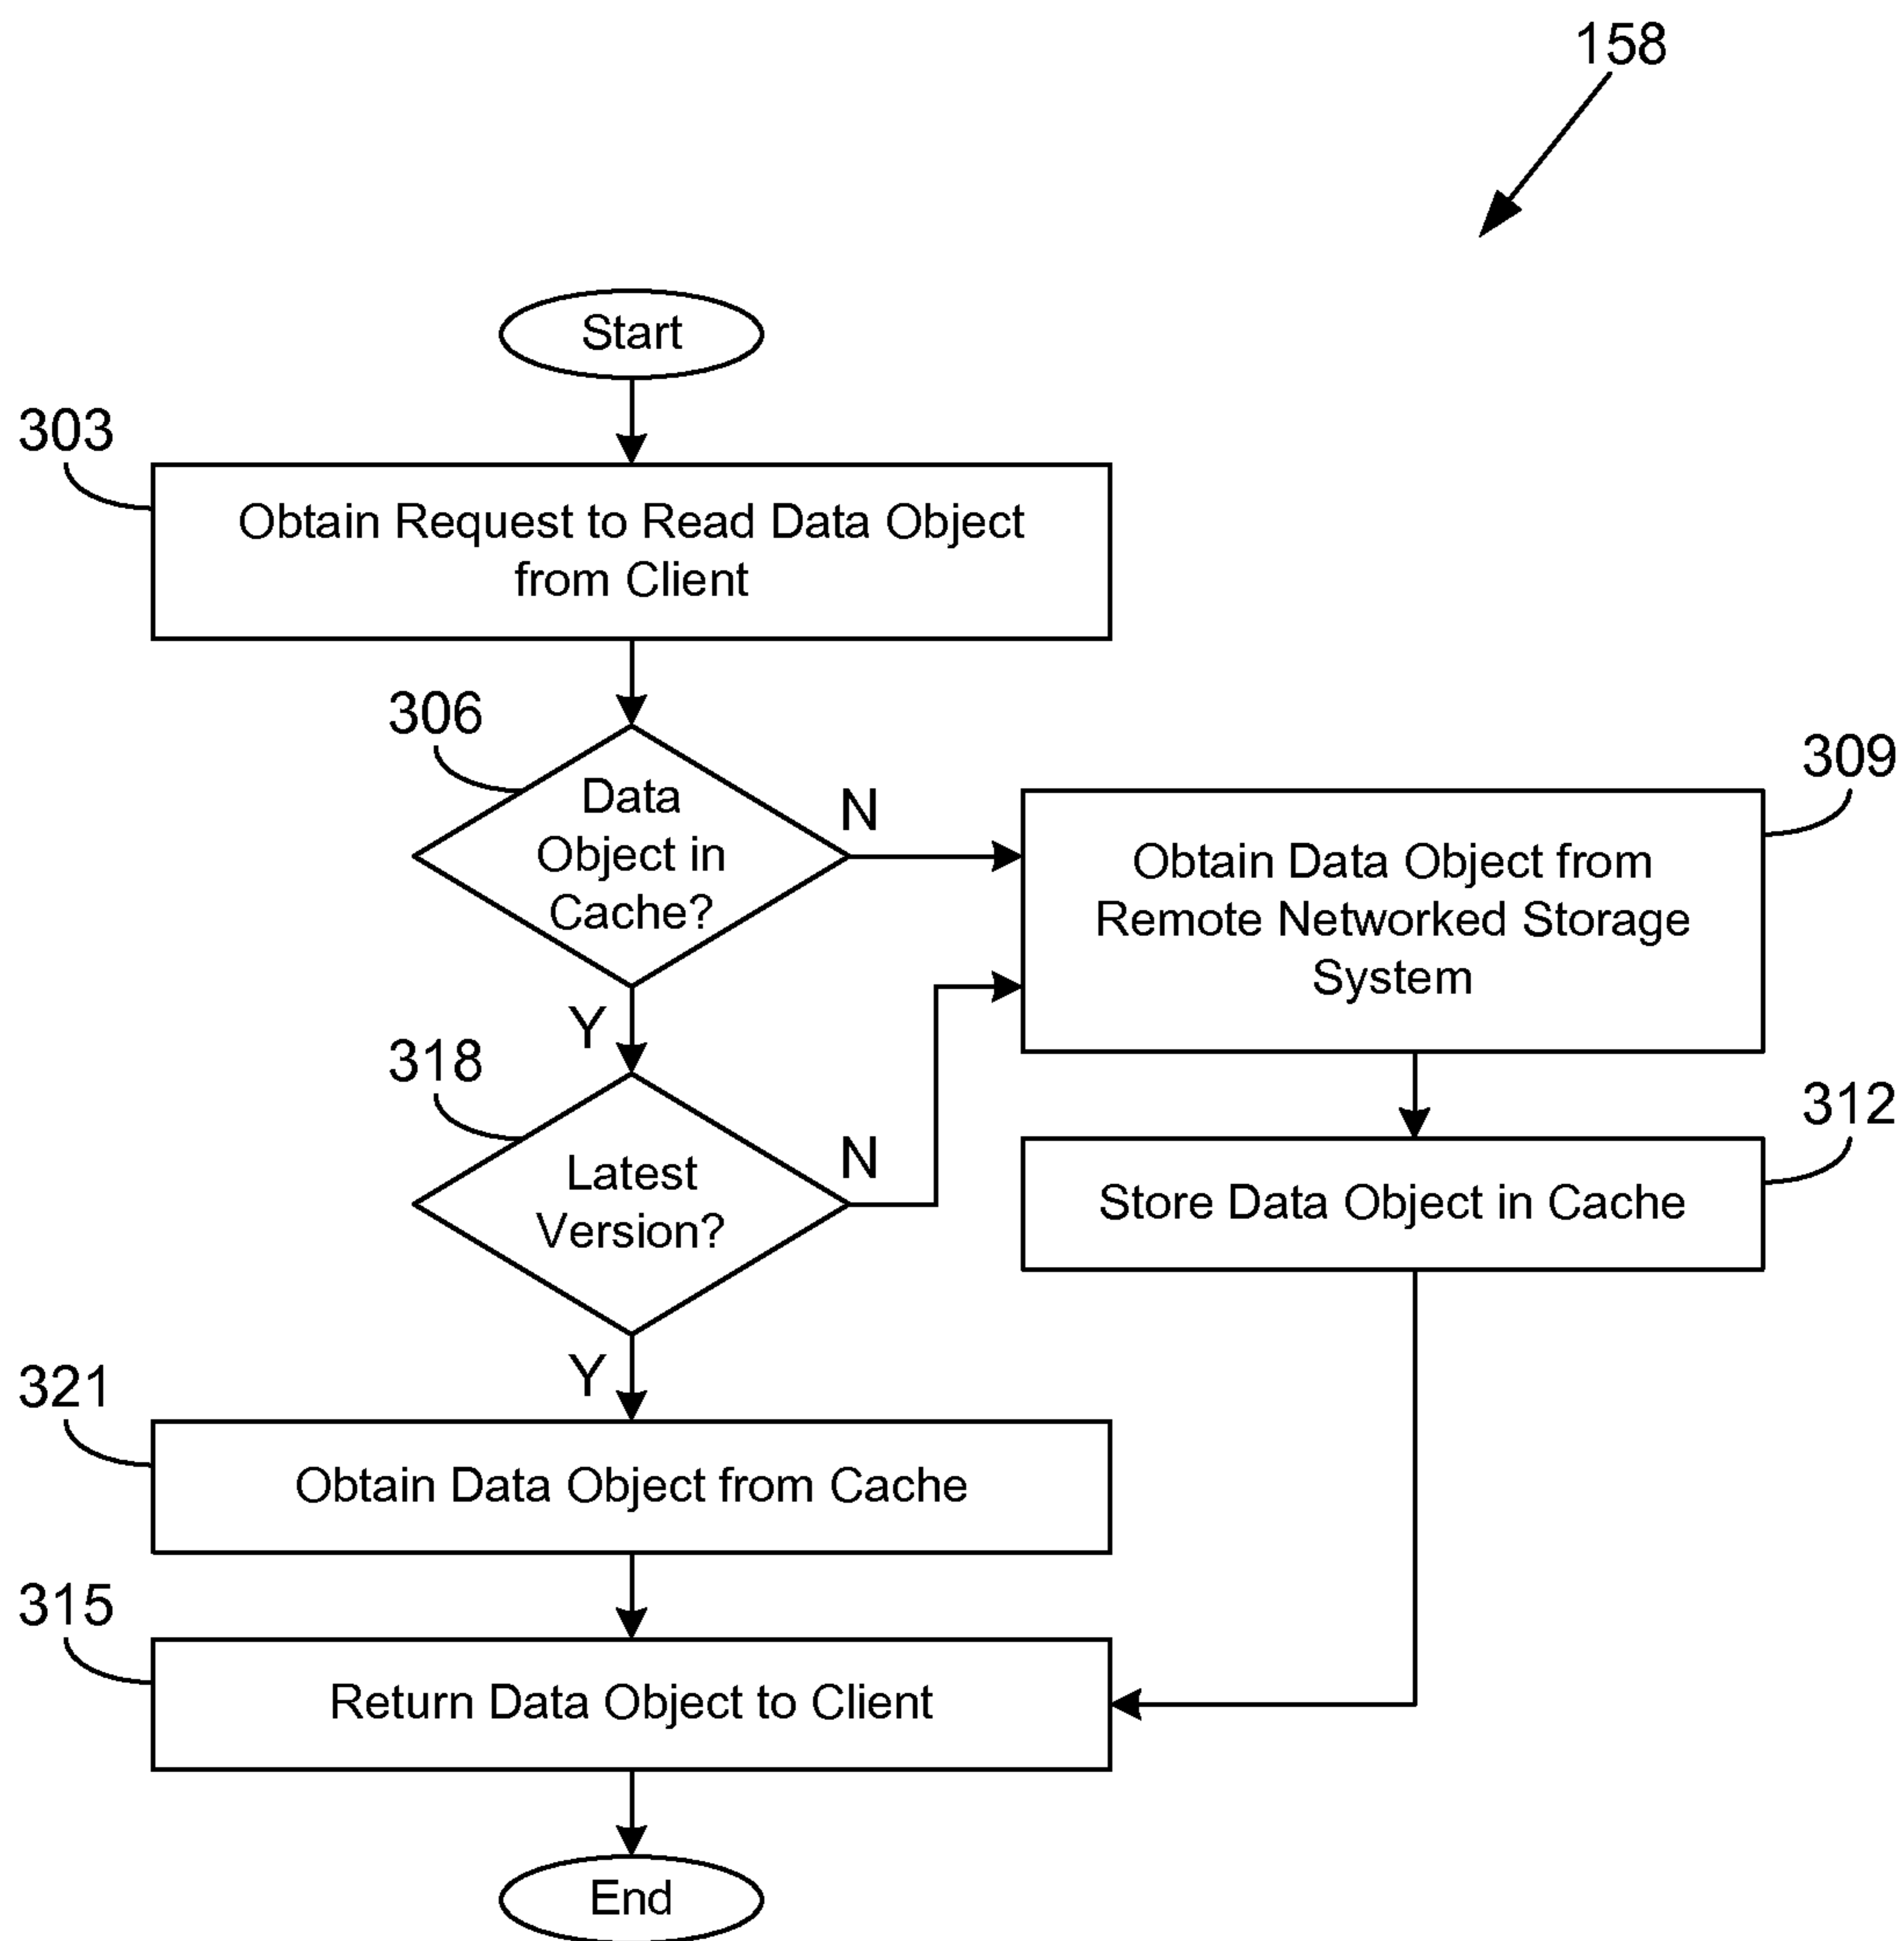 158
Start
303
Obtain Request to Read Data Object
from Client
306
Data
Object in
Cache?
N
Y
309
Obtain Data Object from
Remote Networked Storage
System
318
Latest
Version?
N
Y
312
Store Data Object in Cache
321
Obtain Data Object from Cache
315
Return Data Object to Client
End